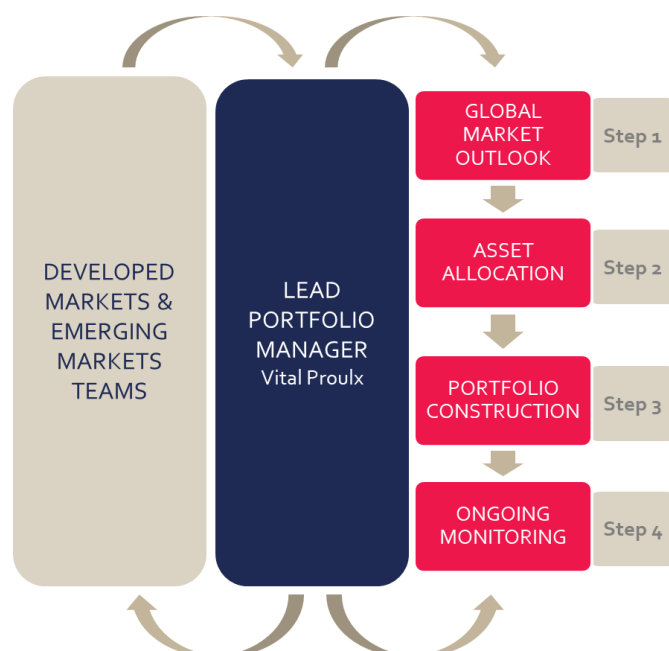 DEVELOPED
MARKETS &
EMERGING
MARKETS
TEAMS
LEAD
PORTFOLIO
MANAGER
Vital Proulx
GLOBAL
MARKET
OUTLOOK
Step 1
ASSET
ALLOCATION
Step 2
PORTFOLIO
CONSTRUCTION
Step 3
ONGOING
MONITORING
Step 4